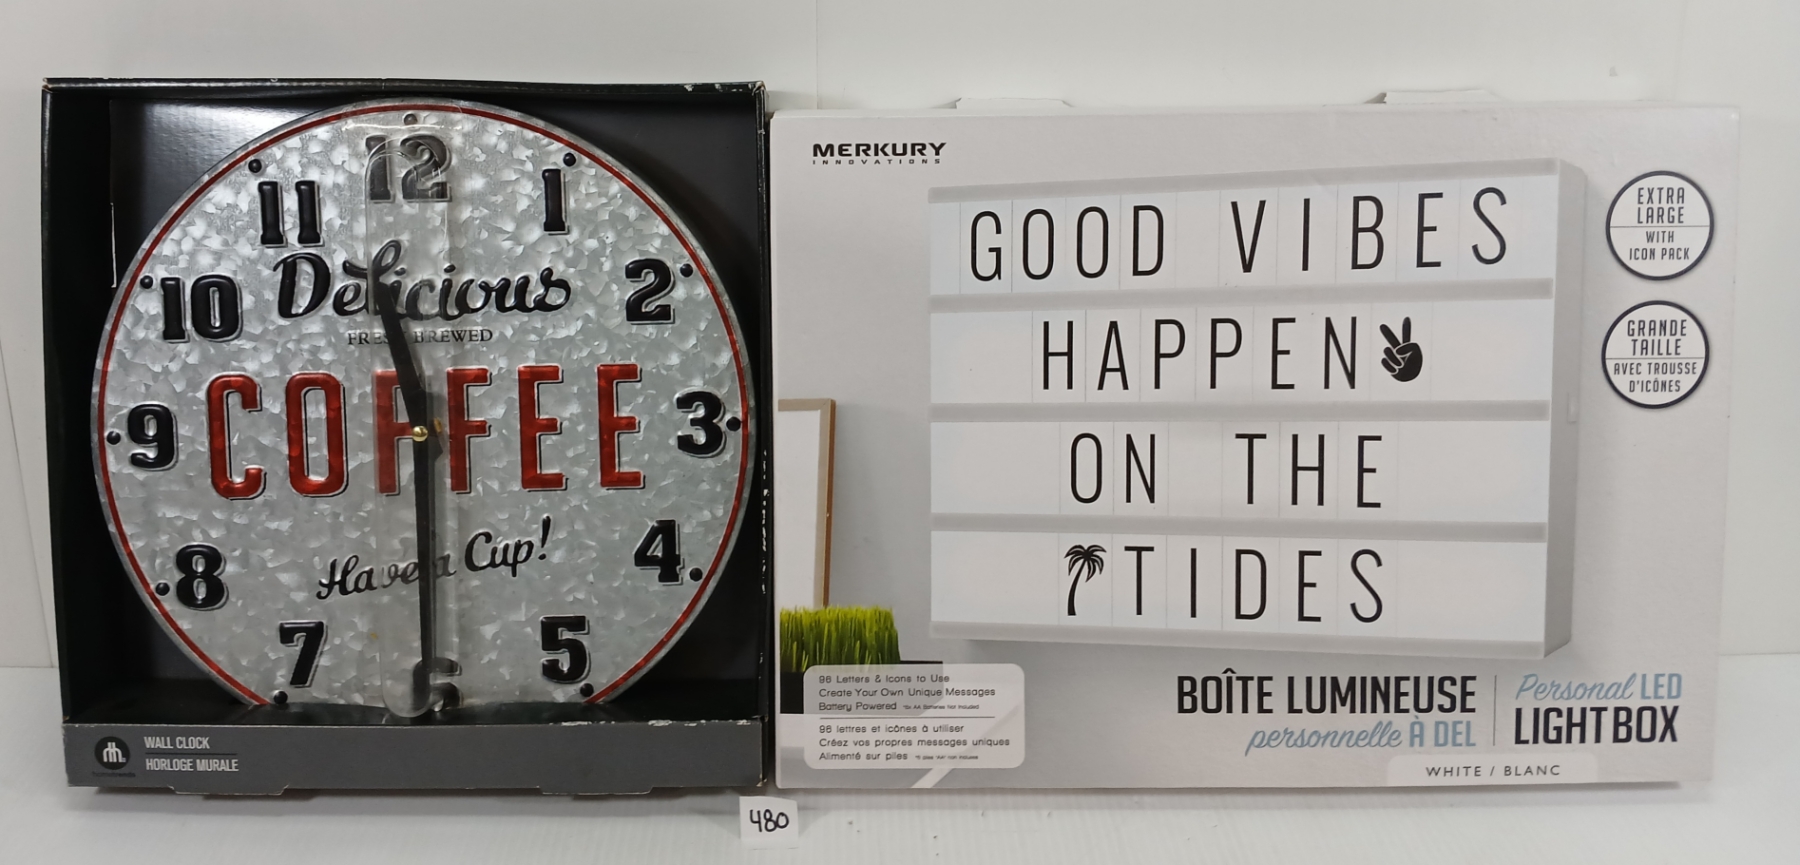 12
11
1
10
2
Delicious
FRESH BREWED
COFFEE
9
3
Have a Cup!
8
4
7
5
6
WALL CLOCK
HORLOGE MURALE
MERKURY
INNOVATIONS
GOOD VIBES
HAPPEN
ON THE
TIDES
EXTRA
LARGE
WITH
ICON PACK
GRANDE
TAILLE
AVEC TROUSSE
D'ICÔNES
96 Letters & Icons to Use
Create Your Own Unique Messages
Battery Powered
96 lettres et icônes à utiliser
Créez vos propres messages uniques
Alimenté sur piles
BOÎTE LUMINEUSE
personnelle À DEL
Personal LED
LIGHTBOX
WHITE / BLANC
480